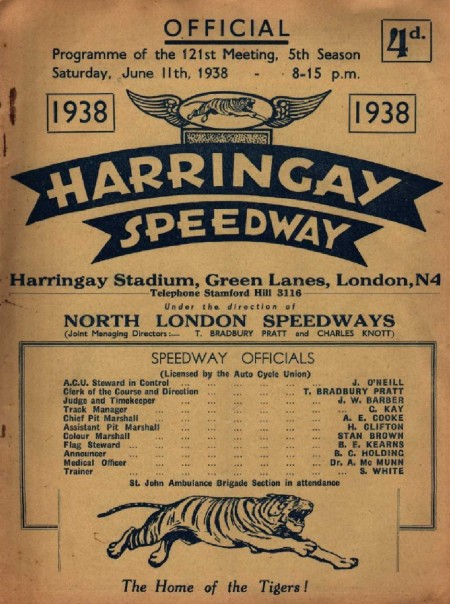 OFFICIAL
Programme of the 121st Meeting, 5th Season
Saturday, June 11th, 1938 - 8-15 p.m.
4d.
1938
1938
HARRINGAY
SPEEDWAY
Harringay Stadium, Green Lanes, London, N4
Telephone Stamford Hill 3116
Under the direction of
NORTH LONDON SPEEDWAYS
(Joint Managing Directors:— T. BRADBURY PRATT and CHARLES KNOTT)
SPEEDWAY OFFICIALS
(Licensed by the Auto Cycle Union)
A.C.U. Steward in Control ... ... ... ... ... J. O'NEILL
Clerk of the Course and Direction ... ... ... T. BRADBURY PRATT
Judge and Timekeeper ... ... ... ... ... J. W. BARBER
Track Manager ... ... ... ... ... C. KAY
Chief Pit Marshal ... ... ... ... ... A. E. COOKE
Assistant Pit Marshal ... ... ... ... ... H. CLIFTON
Colour Marshal ... ... ... ... ... STAN BROWN
Flag Steward ... ... ... ... ... B. E. KEARNS
Announcer ... ... ... ... ... B. C. HOLDING
Medical Officer ... ... ... ... ... Dr. A. Mc MUNN
Trainer ... ... ... ... ... S. WHITE
St. John Ambulance Brigade Section in attendance
The Home of the Tigers!